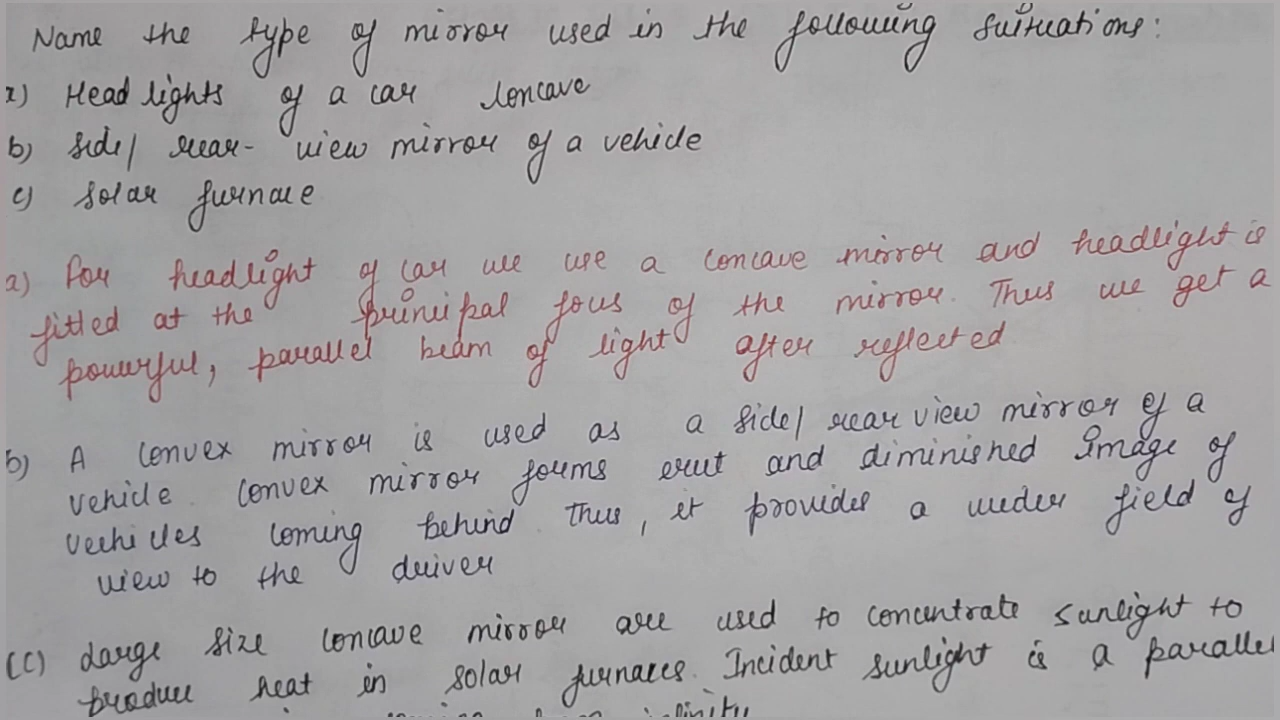 Name the type of mirror used in the following suituations:
a) Head lights of a car concave
b) side/ rear- view mirror of a vehicle
c) solar furnace
a) For headlight of car we use a concave mirror and headlight is
fitted at the principal focus of the mirror. Thus we get a
powerful, parallel beam of light after reflected
b) A convex mirror is used as a side/ rear view mirror of a
vehicle. convex mirror forms erect and diminished image of
vechicles coming behind Thus, it provides a wider field of
view to the driver
(C) Large size concave mirror are used to concentrate sunlight to
produce heat in solar furnaces. Incident sunlight is a parallel
infinity